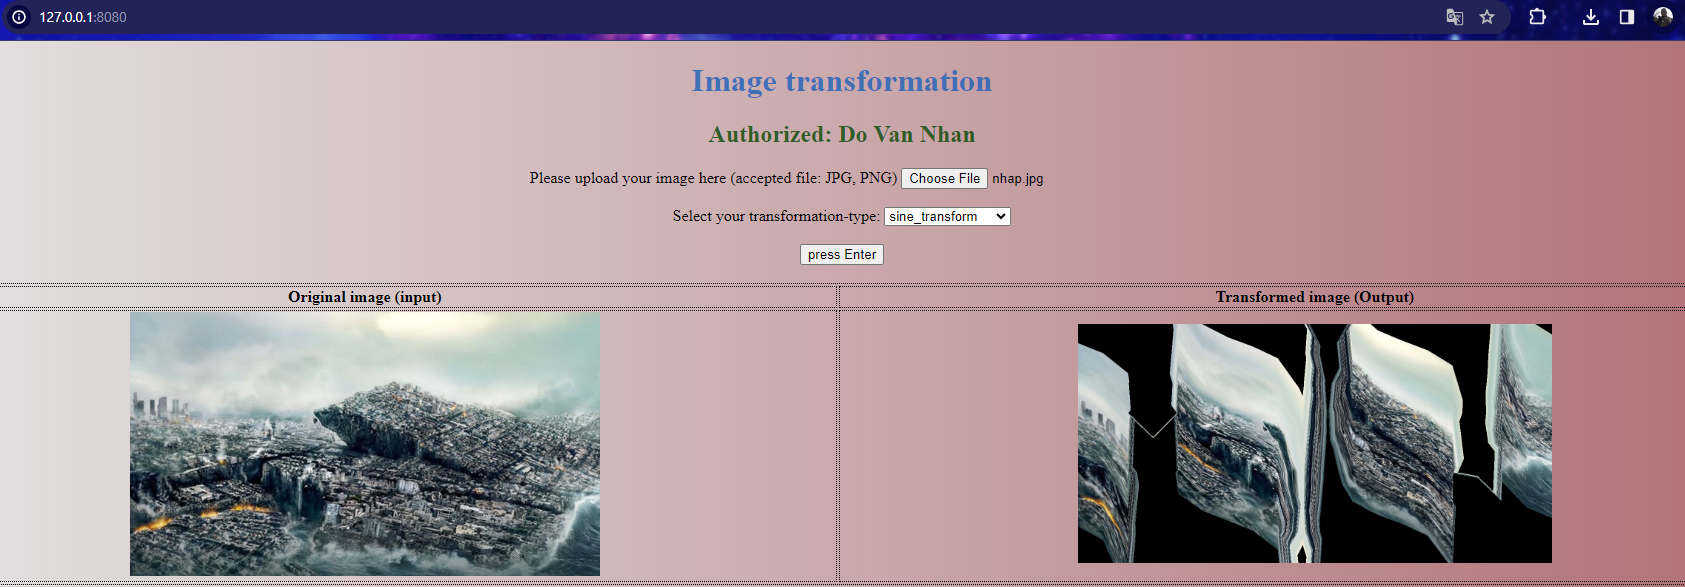 127.0.0.1:8080
Image transformation
Authorized: Do Van Nhan
Please upload your image here (accepted file: JPG, PNG) Choose File nhap.jpg
Select your transformation-type: sine_transform
press Enter
Original image (input) Transformed image (Output)